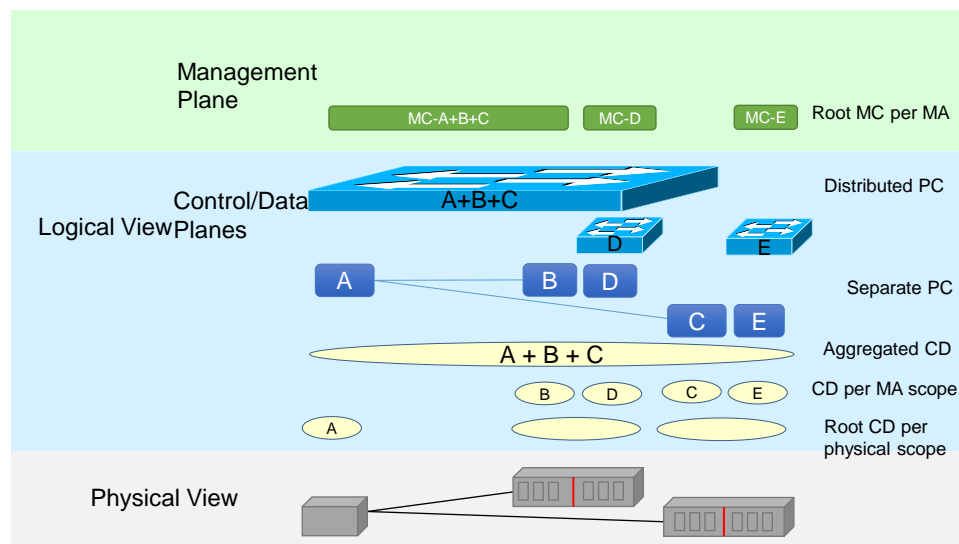 Management
Plane
MC-A+B+C
MC-D
MC-E
Root MC per MA
Logical View
Control/Data
Planes
A+B+C
Distributed PC
D
E
A
B
D
Separate PC
C
E
A + B + C
Aggregated CD
B
D
C
E
CD per MA scope
A
Root CD per
physical scope
Physical View